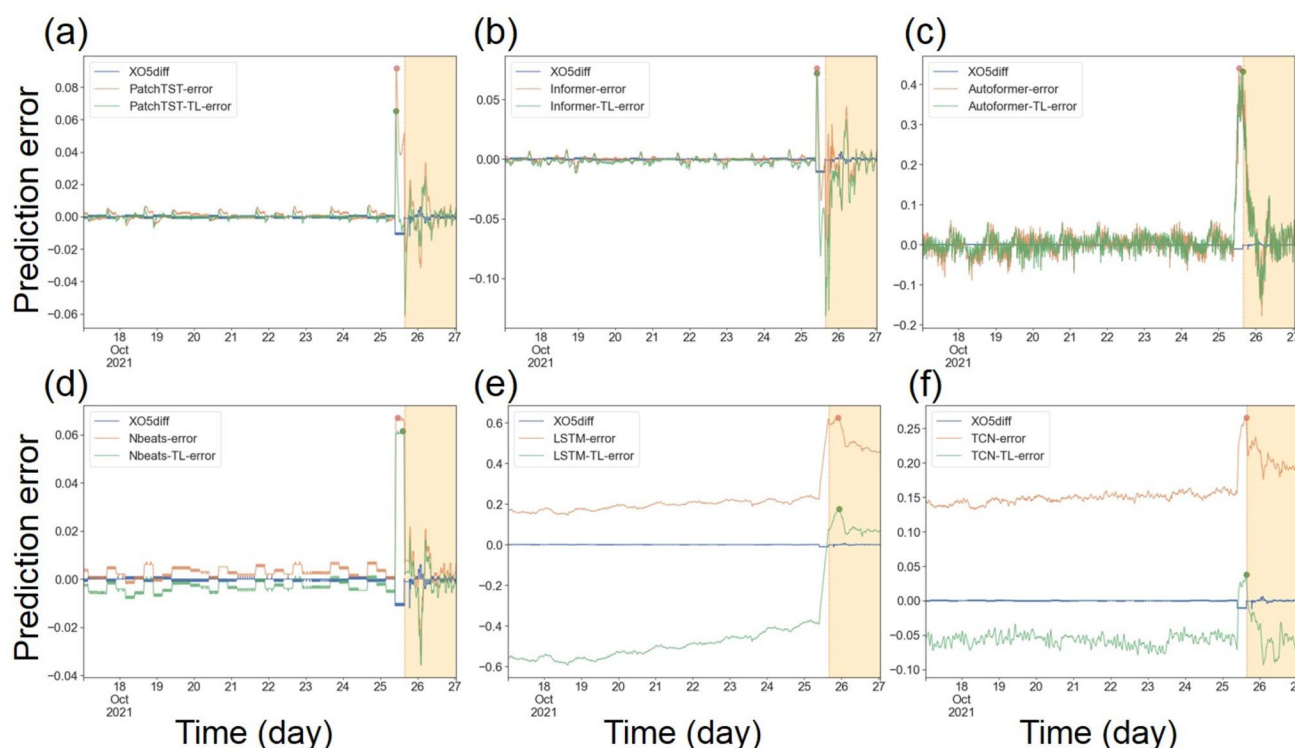 (a)
XO5diff
PatchTST-error
PatchTST-TL-error
Prediction error
0.08
0.06
0.04
0.02
0.00
−0.02
−0.04
−0.06
18 19 20 21 22 23 24 25 26 27
Oct
2021
(b)
XO5diff
Informer-error
Informer-TL-error
0.05
0.00
−0.05
−0.10
18 19 20 21 22 23 24 25 26 27
Oct
2021
(c)
XO5diff
Autoformer-error
Autoformer-TL-error
0.4
0.3
0.2
0.1
0.0
−0.1
−0.2
18 19 20 21 22 23 24 25 26 27
Oct
2021
(d)
XO5diff
Nbeats-error
Nbeats-TL-error
Prediction error
0.06
0.04
0.02
0.00
−0.02
−0.04
18 19 20 21 22 23 24 25 26 27
Oct
2021
Time (day)
(e)
XO5diff
LSTM-error
LSTM-TL-error
0.6
0.4
0.2
0.0
−0.2
−0.4
−0.6
18 19 20 21 22 23 24 25 26 27
Oct
2021
Time (day)
(f)
XO5diff
TCN-error
TCN-TL-error
0.25
0.20
0.15
0.10
0.05
0.00
−0.05
−0.10
18 19 20 21 22 23 24 25 26 27
Oct
2021
Time (day)